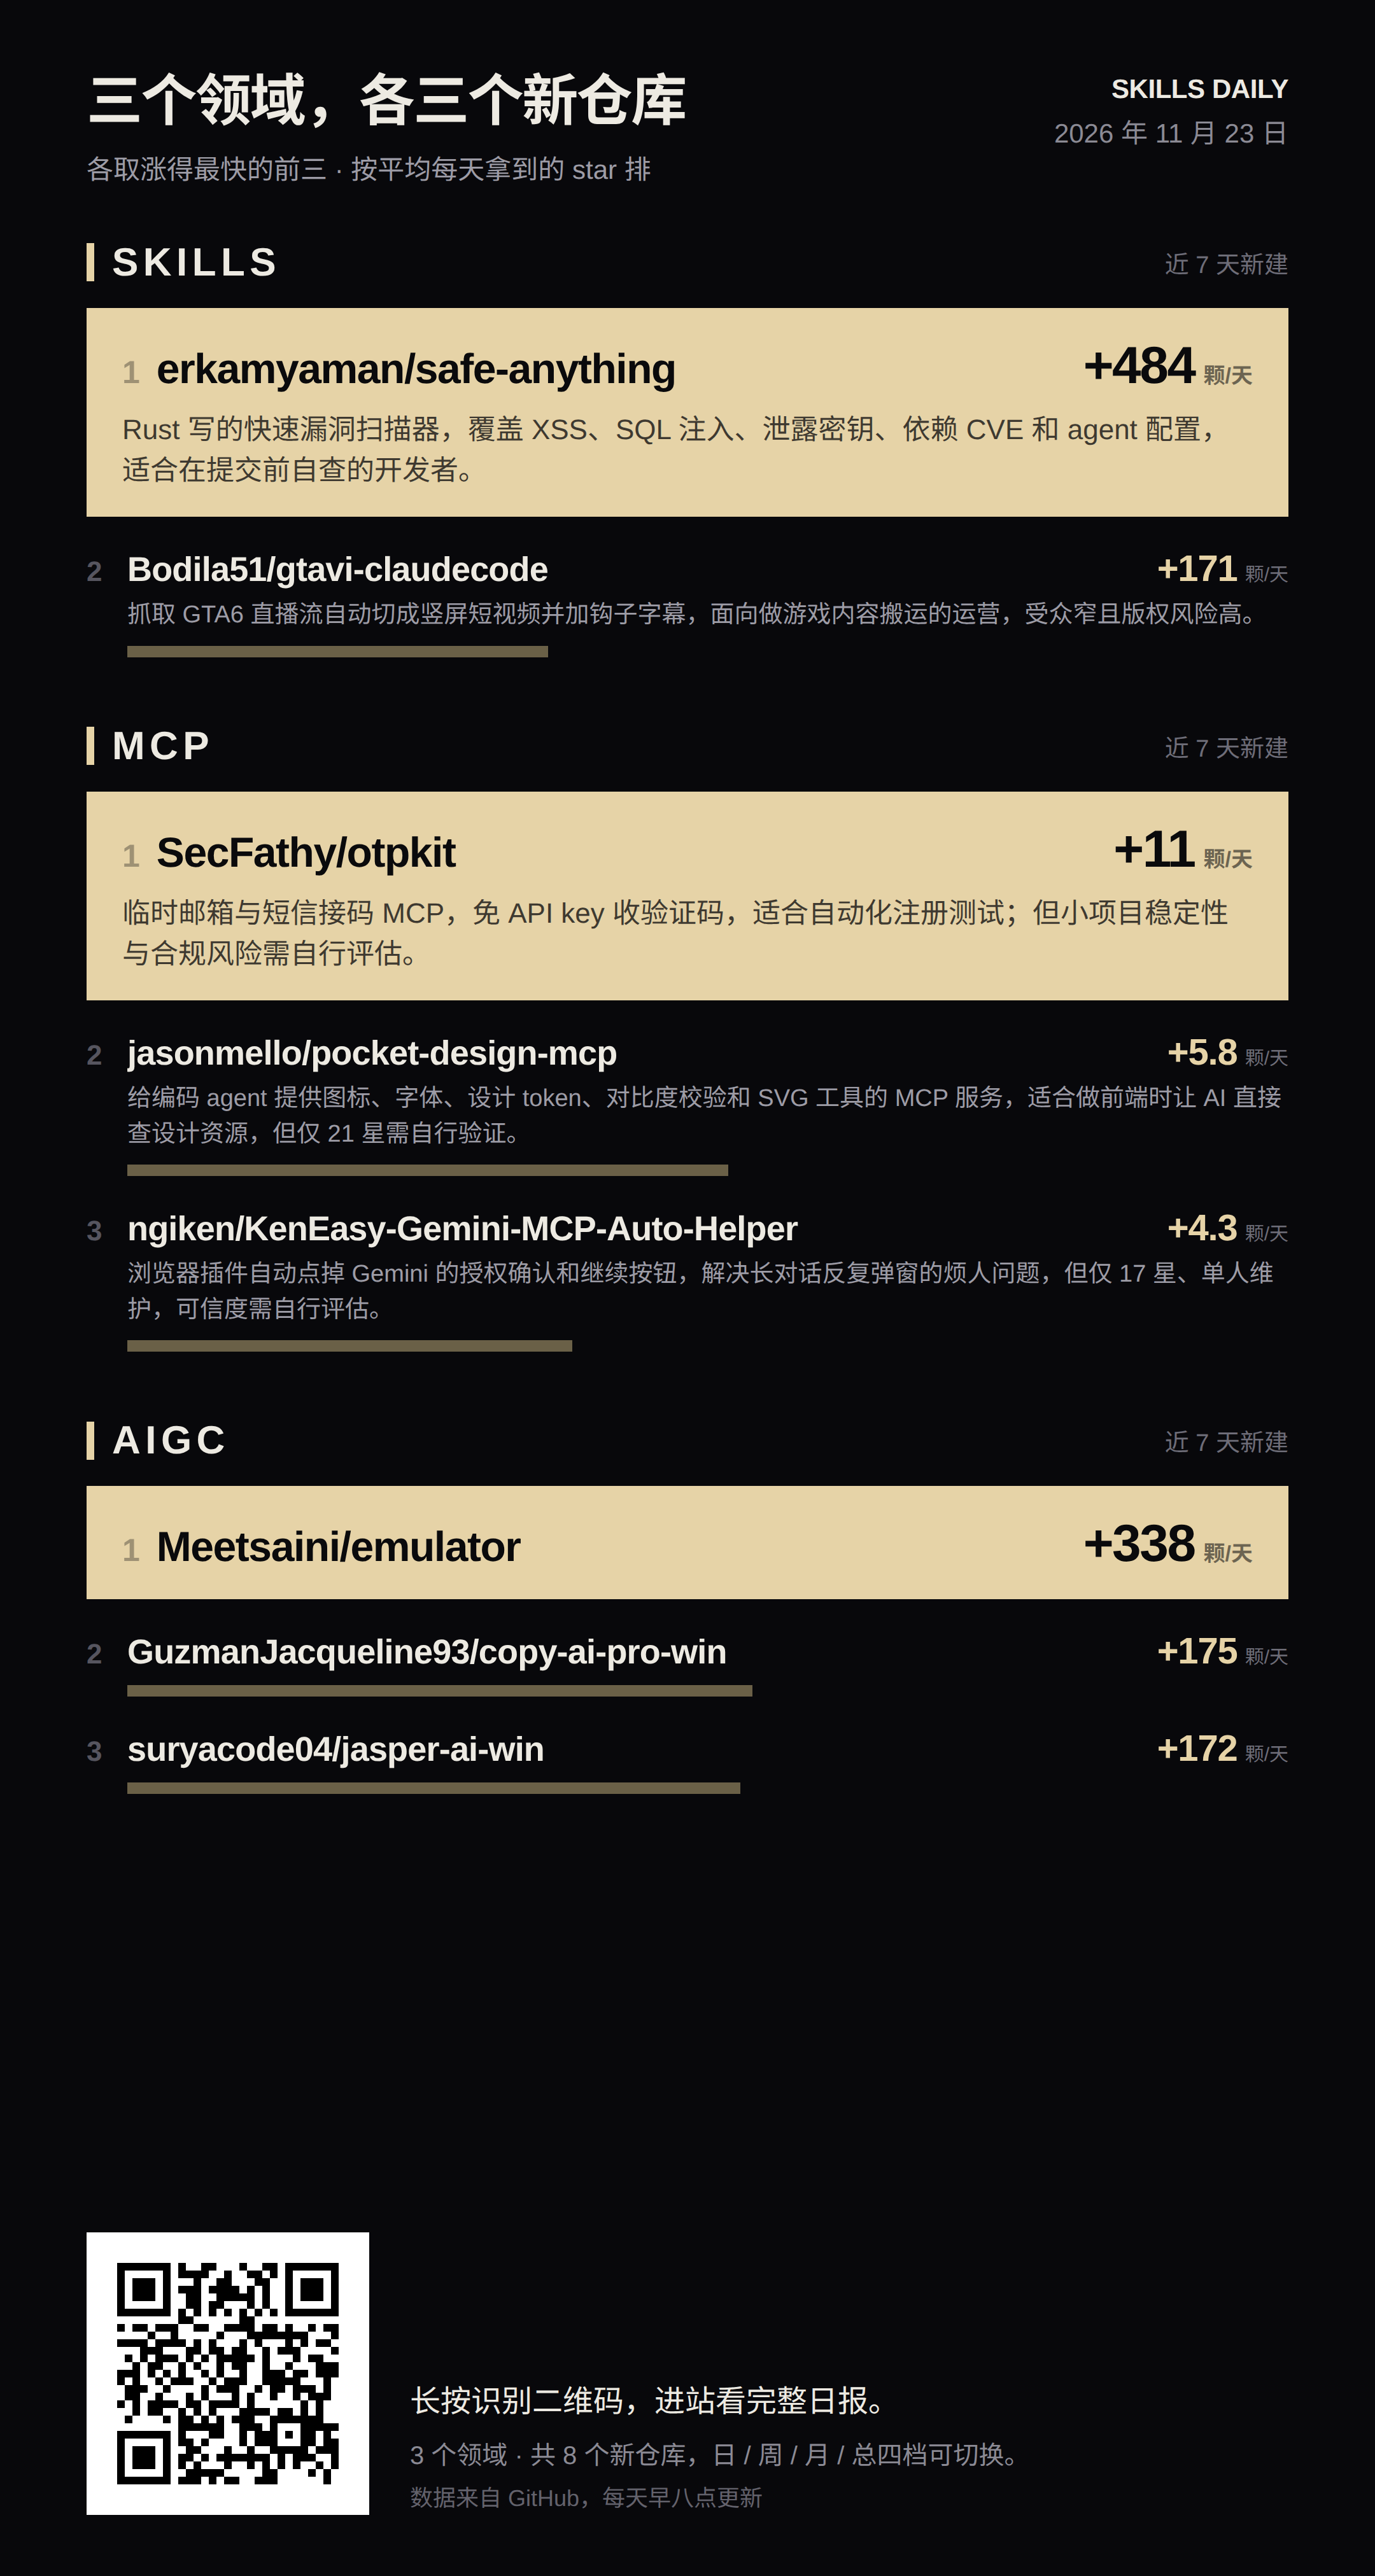 三个领域，各三个新仓库
SKILLS DAILY
各取涨得最快的前三 · 按平均每天拿到的 star 排
2026 年 11 月 23 日
SKILLS
近 7 天新建
1 erkamyaman/safe-anything +484 颗/天
Rust 写的快速漏洞扫描器，覆盖 XSS、SQL 注入、泄露密钥、依赖 CVE 和 agent 配置，
适合在提交前自查的开发者。
2 Bodila51/gtavi-claudecode +171 颗/天
抓取 GTA6 直播流自动切成竖屏短视频并加钩子字幕，面向做游戏内容搬运的运营，受众窄且版权风险高。
MCP
近 7 天新建
1 SecFathy/otpkit +11 颗/天
临时邮箱与短信接码 MCP，免 API key 收验证码，适合自动化注册测试；但小项目稳定性
与合规风险需自行评估。
2 jasonmello/pocket-design-mcp +5.8 颗/天
给编码 agent 提供图标、字体、设计 token、对比度校验和 SVG 工具的 MCP 服务，适合做前端时让 AI 直接
查设计资源，但仅 21 星需自行验证。
3 ngiken/KenEasy-Gemini-MCP-Auto-Helper +4.3 颗/天
浏览器插件自动点掉 Gemini 的授权确认和继续按钮，解决长对话反复弹窗的烦人问题，但仅 17 星、单人维
护，可信度需自行评估。
AIGC
近 7 天新建
1 Meetsaini/emulator +338 颗/天
2 GuzmanJacqueline93/copy-ai-pro-win +175 颗/天
3 suryacode04/jasper-ai-win +172 颗/天
长按识别二维码，进站看完整日报。
3 个领域 · 共 8 个新仓库，日 / 周 / 月 / 总四档可切换。
数据来自 GitHub，每天早八点更新